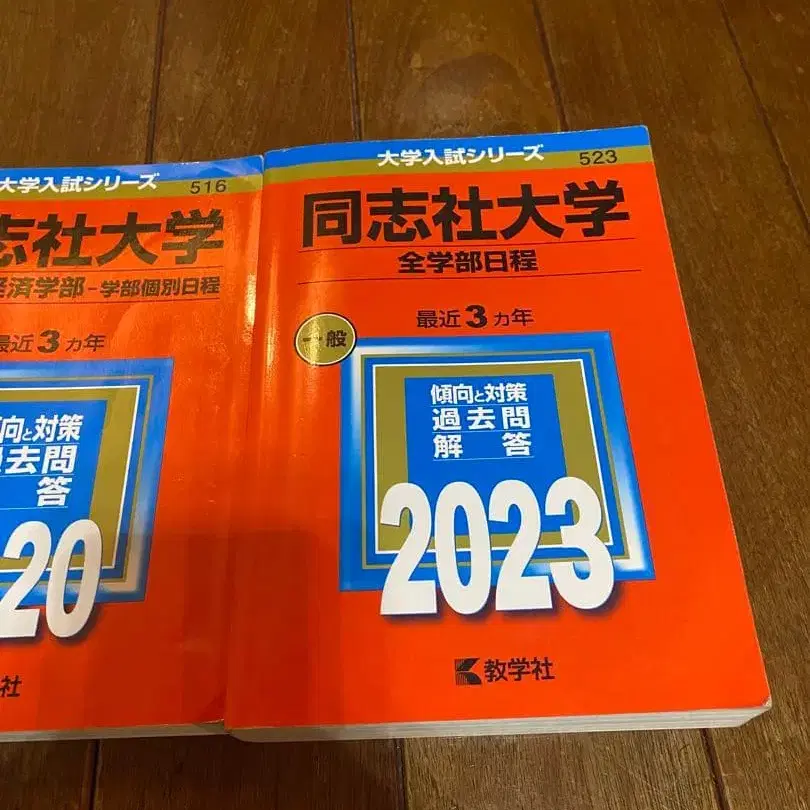 大学入試シリーズ
516
志社大学
経済学部-学部個別日程
最近3ヵ年
傾向と対策
過去問
答
20
社
大学入試シリーズ
523
同志社大学
全学部日程
最近3ヵ年
一般
傾向と対策
過去問
解答
2023
教学社